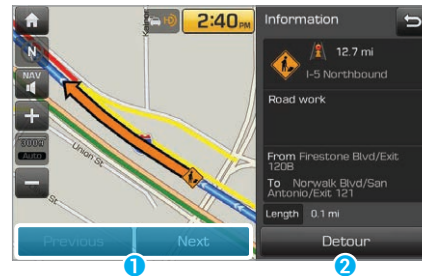 2:40 PM
N
NAV
300ft
Auto
Union St
Previous
Next
1
Information
12.7 mi
I-5 Northbound
Road work
From Firestone Blvd/Exit
120B
To Norwalk Blvd/San
Antonio/Exit 121
Length 0.1 mi
Detour
2